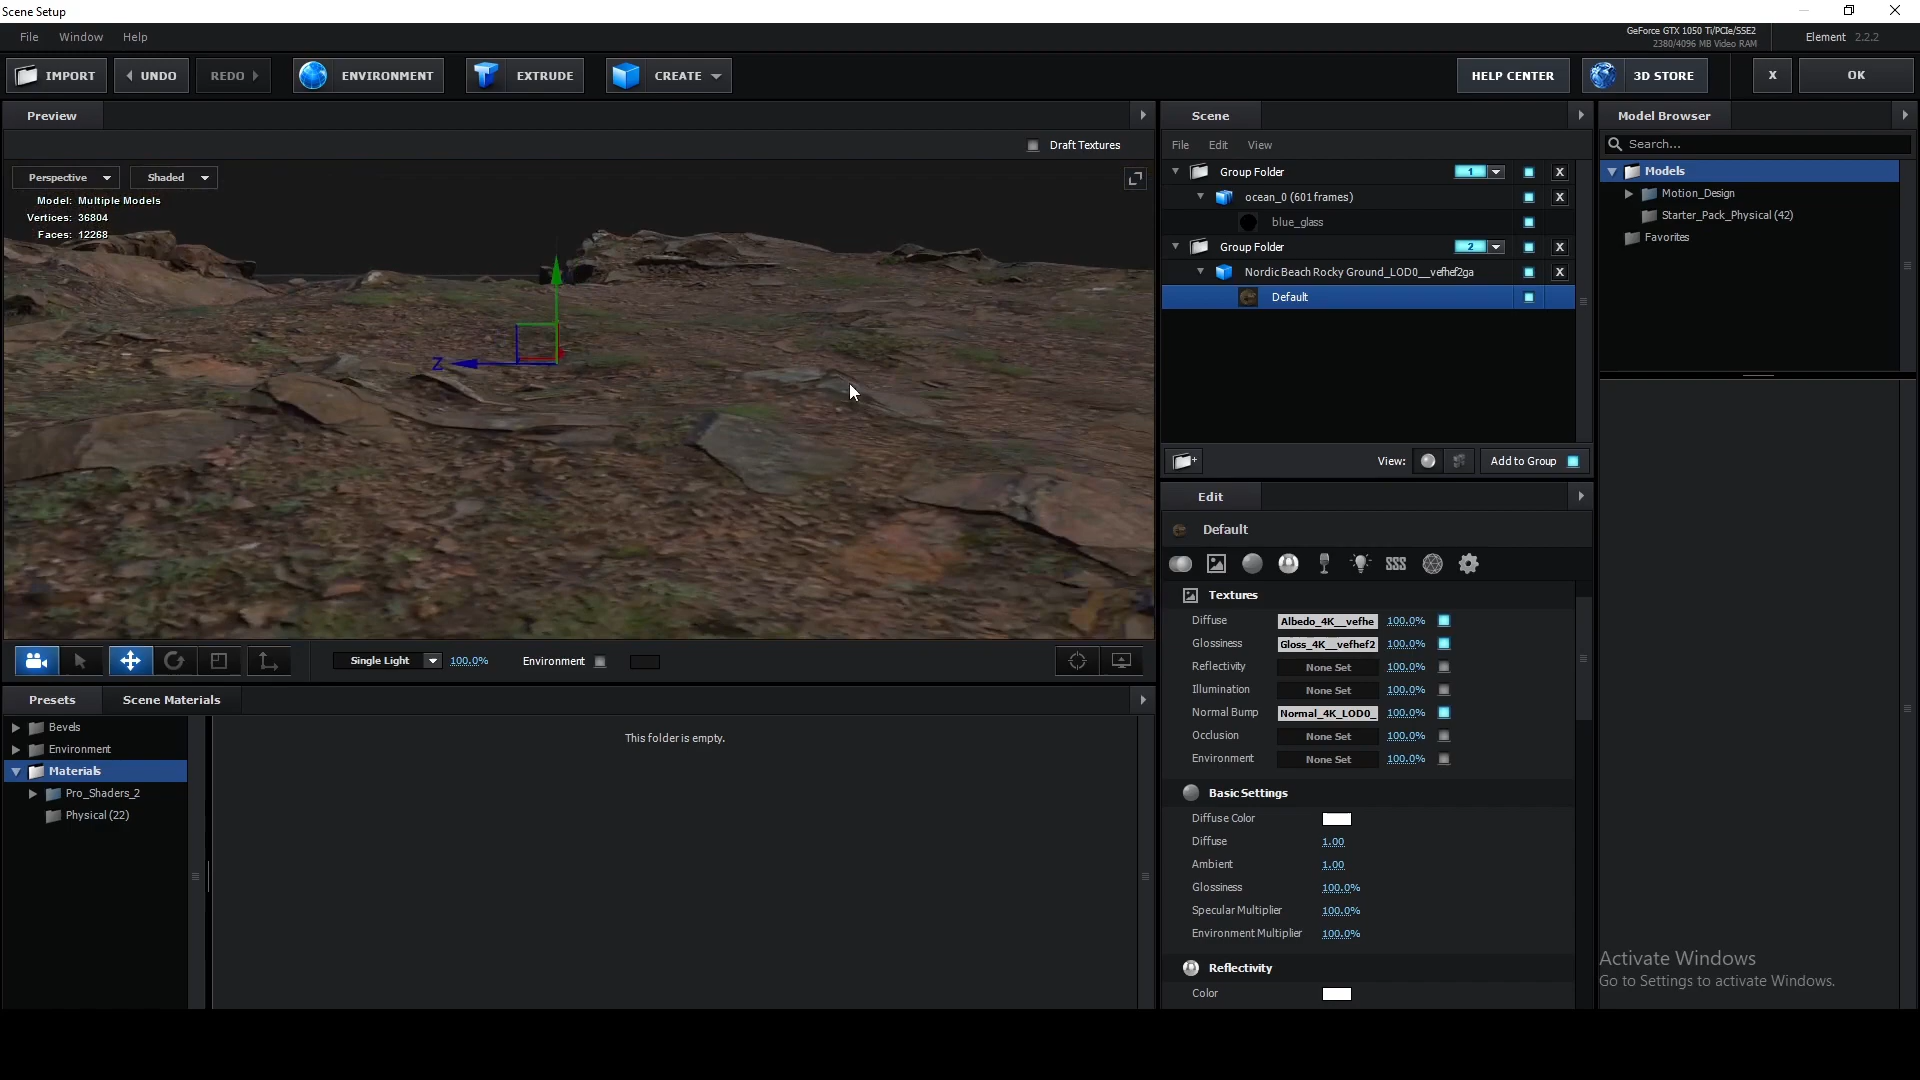 Scene Setup
File Window Help
GeForce GTX 1050 Ti/PCIe/SSE2
2380/4096 MB Video RAM
Element 2.2.2
IMPORT UNDO REDO ENVIRONMENT EXTRUDE CREATE HELP CENTER 3D STORE X OK
Preview
Draft Textures
Perspective Shaded
Model: Multiple Models
Vertices: 36804
Faces: 12268
Z
Single Light 100.0% Environment
Presets Scene Materials
Bevels
Environment
Materials
Pro_Shaders_2
Physical (22)
This folder is empty.
Scene
File Edit View
Group Folder 1 X
ocean_0 (601 frames) X
blue_glass
Group Folder 2 X
Nordic Beach Rocky Ground_LOD0__vefhef2ga X
Default
View: Add to Group
Edit
Default
Textures
Diffuse Albedo_4K__vefhe 100.0%
Glossiness Gloss_4K__vefhef2 100.0%
Reflectivity None Set 100.0%
Illumination None Set 100.0%
Normal Bump Normal_4K_LOD0_ 100.0%
Occlusion None Set 100.0%
Environment None Set 100.0%
Basic Settings
Diffuse Color
Diffuse 1.00
Ambient 1.00
Glossiness 100.0%
Specular Multiplier 100.0%
Environment Multiplier 100.0%
Reflectivity
Color
Model Browser
Search...
Models
Motion_Design
Starter_Pack_Physical (42)
Favorites
Activate Windows
Go to Settings to activate Windows.